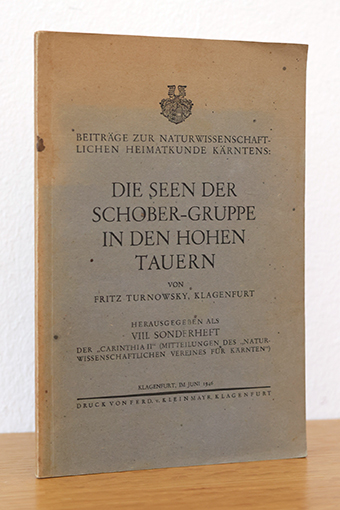 BEITRÄGE ZUR NATURWISSENSCHAFT-
LICHEN HEIMATKUNDE KÄRNTENS:
DIE SEEN DER
SCHOBER-GRUPPE
IN DEN HOHEN
TAUERN
VON
FRITZ TURNOWSKY, KLAGENFURT
HERAUSGEGEBEN ALS
VIII. SONDERHEFT
DER „CARINTHIA II" (MITTEILUNGEN DES „NATUR-
WISSENSCHAFTLICHEN VEREINES FÜR KÄRNTEN")
KLAGENFURT, IM JUNI 1946
DRUCK VON FERD. v. KLEINMAYR, KLAGENFURT